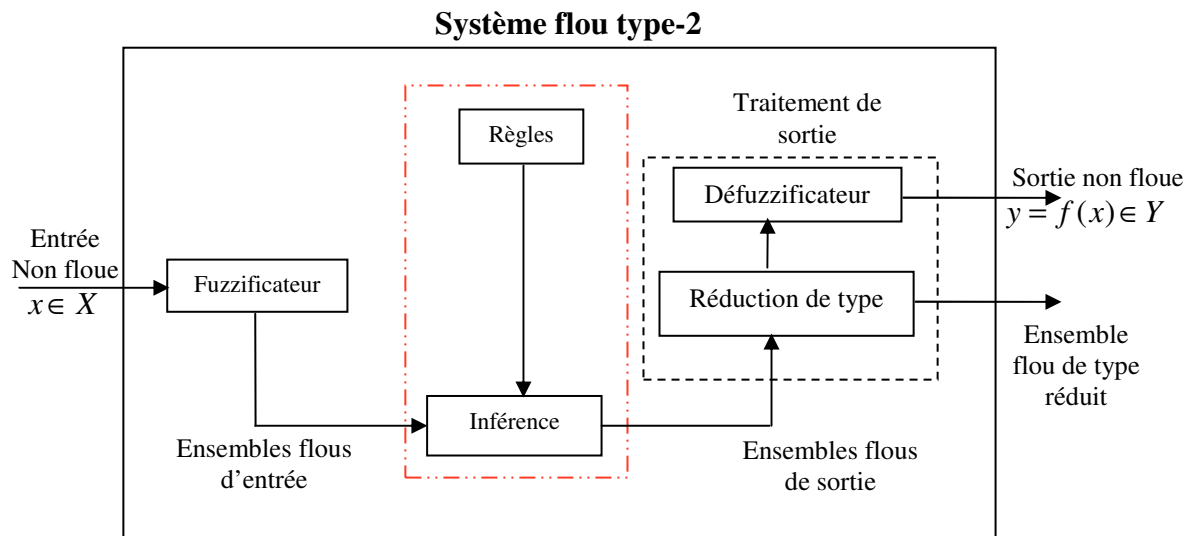 Système flou type-2
Traitement de
sortie
Règles
Défuzzificateur
Sortie non floue
y = f(x) ∈ Y
Entrée
Non floue
x ∈ X
Fuzzificateur
Réduction de type
Ensemble
flou de type
réduit
Inférence
Ensembles flous
d’entrée
Ensembles flous
de sortie